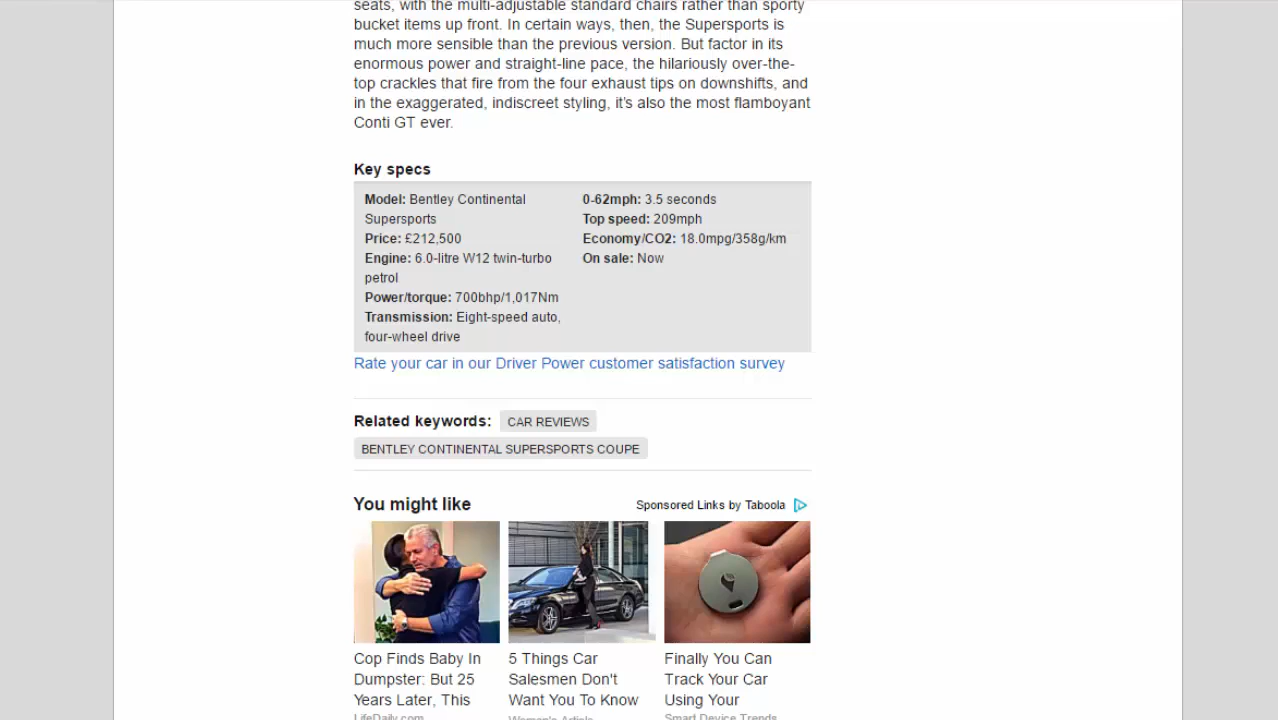 seats, with the multi-adjustable standard chairs rather than sporty
bucket items up front. In certain ways, then, the Supersports is
much more sensible than the previous version. But factor in its
enormous power and straight-line pace, the hilariously over-the-
top crackles that fire from the four exhaust tips on downshifts, and
in the exaggerated, indiscreet styling, it's also the most flamboyant
Conti GT ever.
Key specs
Model: Bentley Continental
Supersports
Price: £212,500
Engine: 6.0-litre W12 twin-turbo
petrol
Power/torque: 700bhp/1,017Nm
Transmission: Eight-speed auto,
four-wheel drive
0-62mph: 3.5 seconds
Top speed: 209mph
Economy/CO2: 18.0mpg/358g/km
On sale: Now
Rate your car in our Driver Power customer satisfaction survey
Related keywords: CAR REVIEWS
BENTLEY CONTINENTAL SUPERSPORTS COUPE
You might like
Sponsored Links by Taboola
Cop Finds Baby In
Dumpster: But 25
Years Later, This
LifeDaily.com
5 Things Car
Salesmen Don't
Want You To Know
Woman's Article
Finally You Can
Track Your Car
Using Your
Smart Device Trends